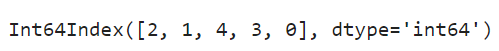 Int64Index([2, 1, 4, 3, 0], dtype='int64')